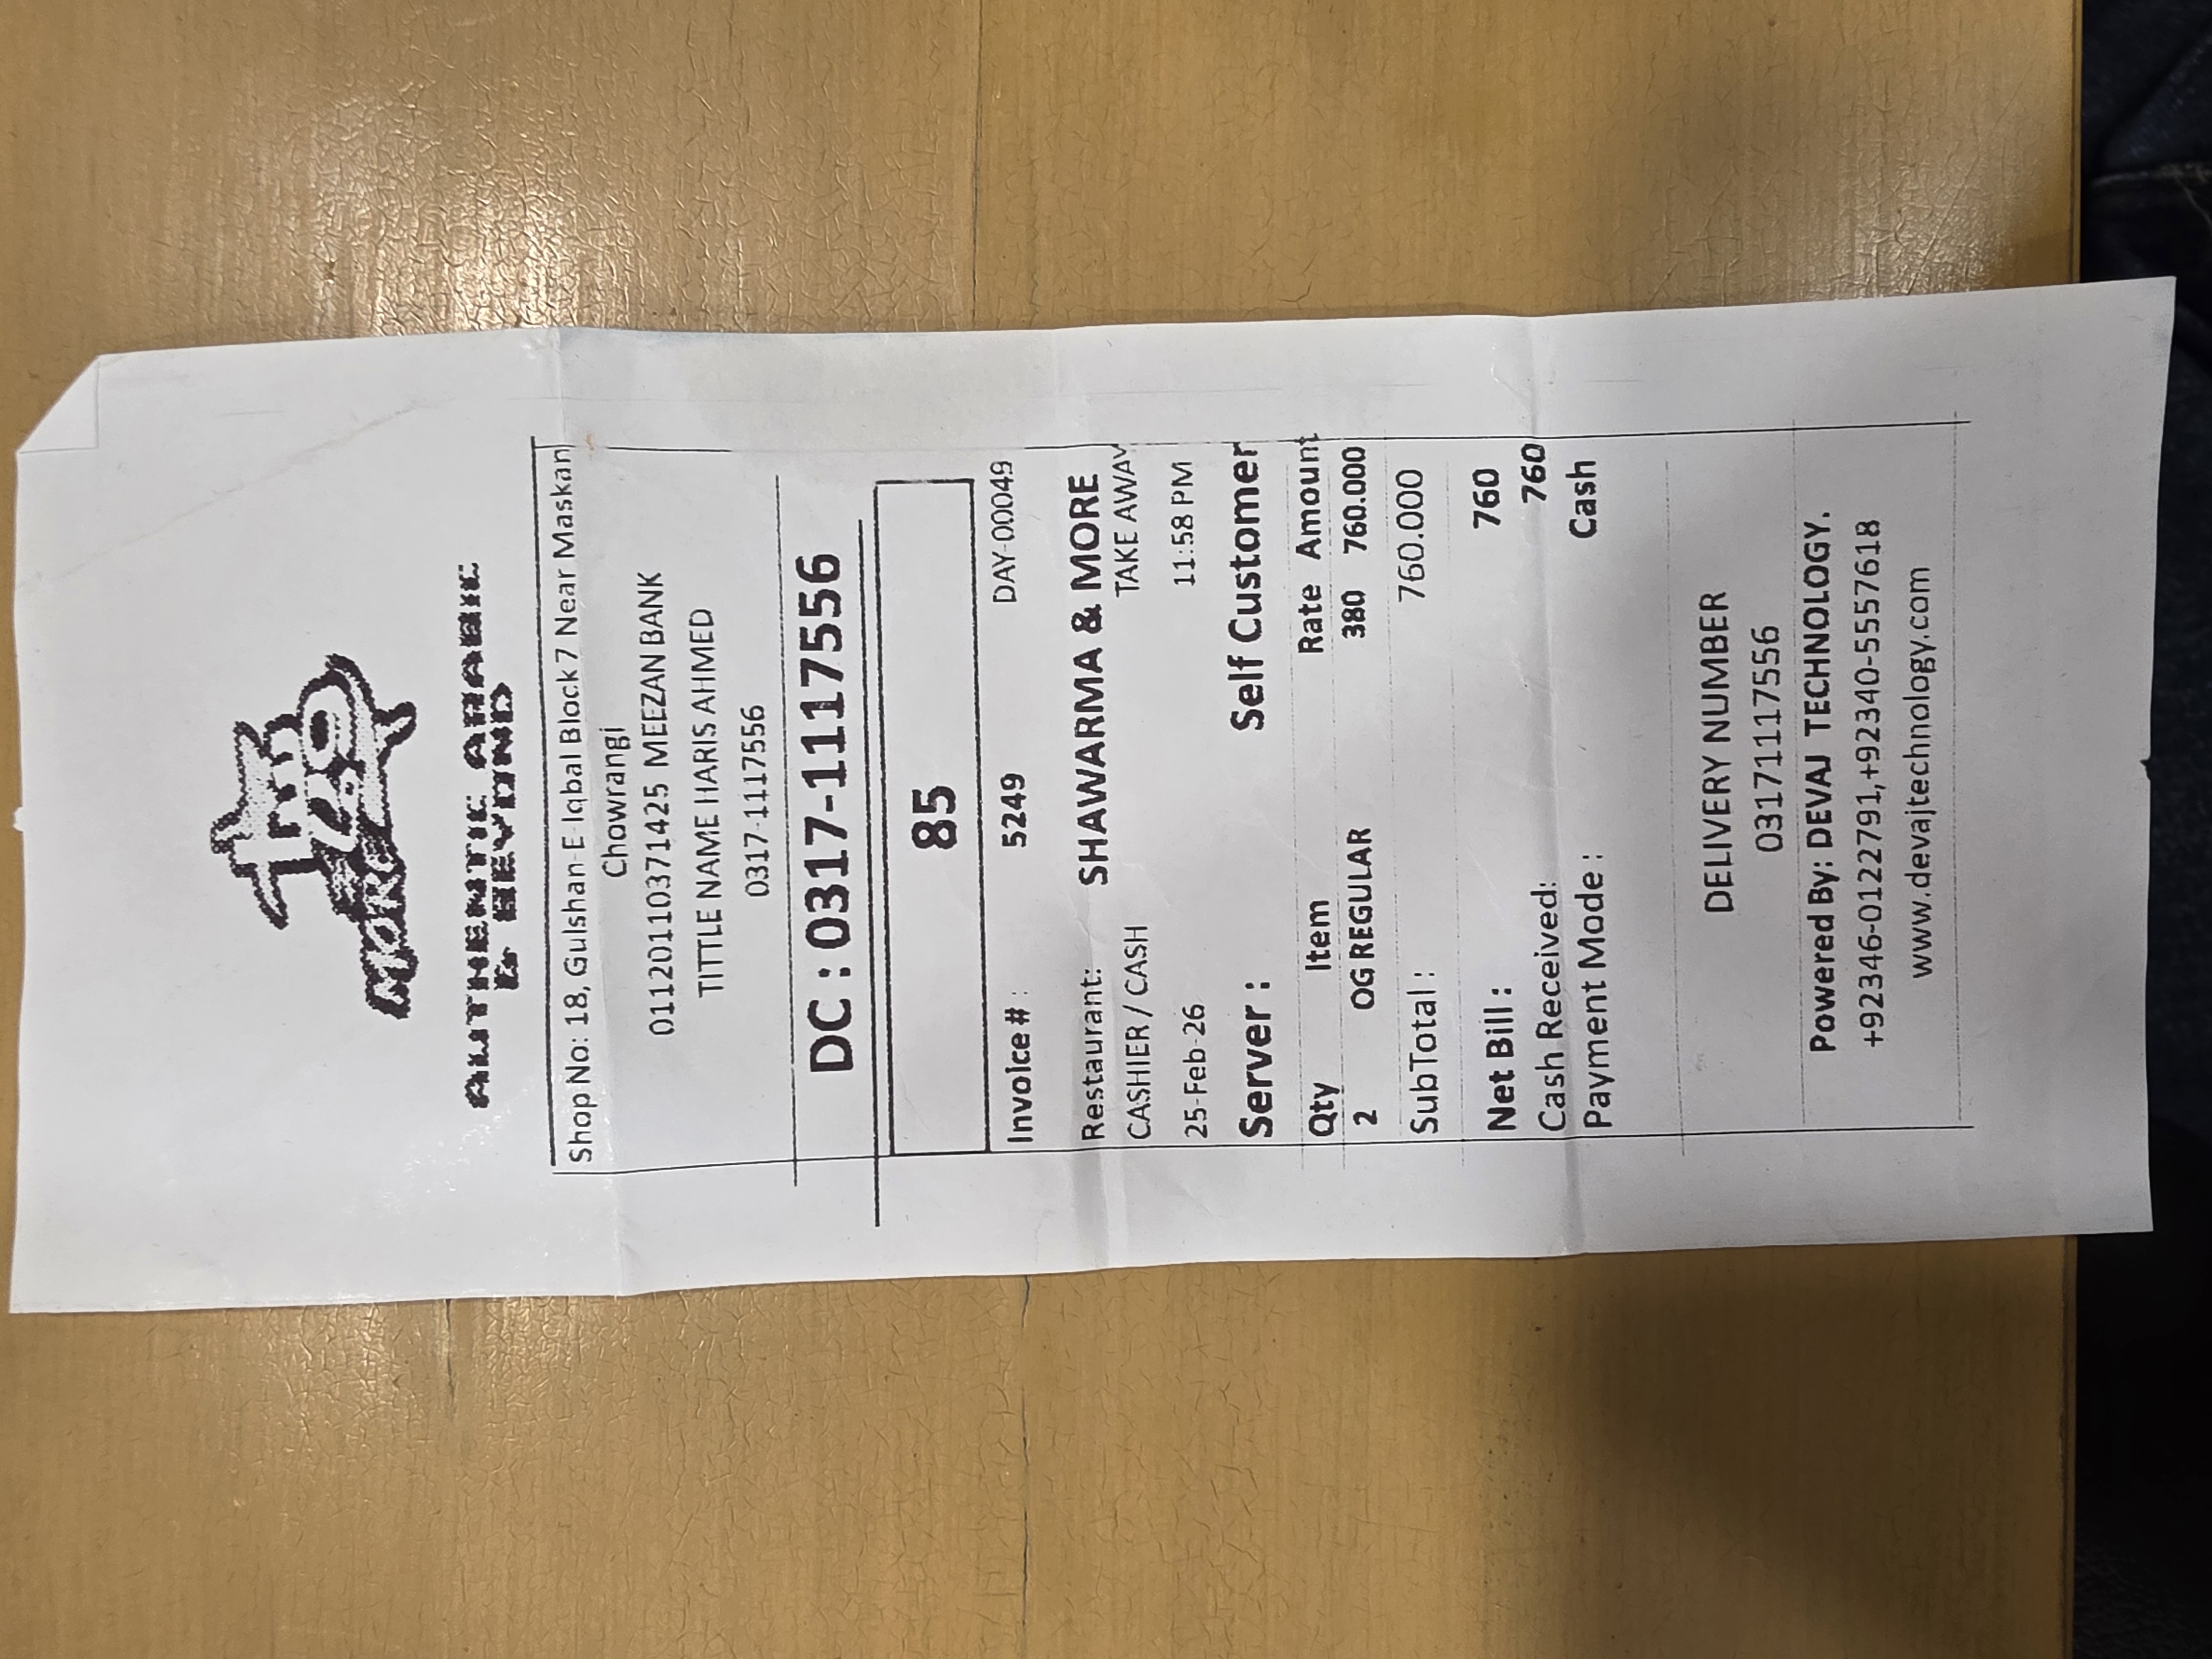 MORE
AUTHENTIC ARABIC
& BEYOND
Shop No: 18, Gulshan-E-Iqbal Block 7 Near Maskan
Chowrangi
01120110371425 MEEZAN BANK
TITTLE NAME HARIS AHMED
0317-1117556
DC : 0317-1117556
85
Invoice # : 5249 DAY-00049
Restaurant: SHAWARMA & MORE
CASHIER / CASH TAKE AWAY
25-Feb-26 11:58 PM
Server : Self Customer
Qty Item Rate Amount
2 OG REGULAR 380 760.000
SubTotal : 760.000
Net Bill : 760
Cash Received: 760
Payment Mode : Cash
DELIVERY NUMBER
03171117556
Powered By: DEVAJ TECHNOLOGY.
+92346-0122791,+92340-5557618
www.devajtechnology.com